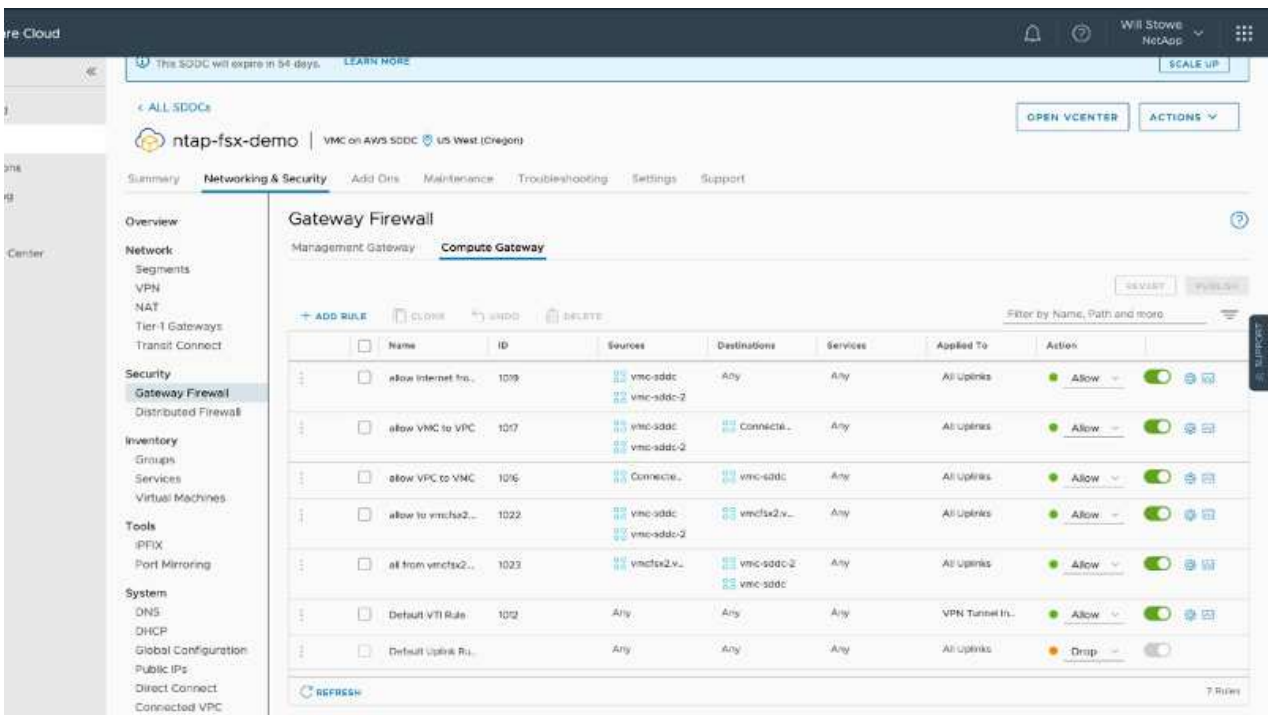 re Cloud
Will Stowe
NetApp
This SDDC will expire in 54 days. LEARN MORE
SCALE UP
< ALL SDDCs
OPEN VCENTER
ACTIONS
ntap-fsx-demo | VMC on AWS SDDC US West (Oregon)
Summary Networking & Security Add Ons Maintenance Troubleshooting Settings Support
ons
og
Center
Overview
Network
Segments
VPN
NAT
Tier-1 Gateways
Transit Connect
Security
Gateway Firewall
Distributed Firewall
Inventory
Groups
Services
Virtual Machines
Tools
IPFIX
Port Mirroring
System
DNS
DHCP
Global Configuration
Public IPs
Direct Connect
Connected VPC
Gateway Firewall
Management Gateway Compute Gateway
REVERT PUBLISH
+ ADD RULE CLONE UNDO DELETE
Filter by Name, Path and more
Name ID Sources Destinations Services Applied To Action
allow internet fro... 1019 vmc-sddc Any Any All Uplinks Allow
vmc-sddc-2
allow VMC to VPC 1017 vmc-sddc Connecte... Any All Uplinks Allow
vmc-sddc-2
allow VPC to VMC 1016 Connecte... vmc-sddc Any All Uplinks Allow
allow to vmcfsx2... 1022 vmc-sddc vmcfsx2.v... Any All Uplinks Allow
vmc-sddc-2
all from vmcfsx2... 1023 vmcfsx2.v... vmc-sddc-2 Any All Uplinks Allow
vmc-sddc
Default VTI Rule 1012 Any Any Any VPN Tunnel In... Allow
Default Uplink Ru... Any Any Any All Uplinks Drop
REFRESH
7 Rules
SUPPORT